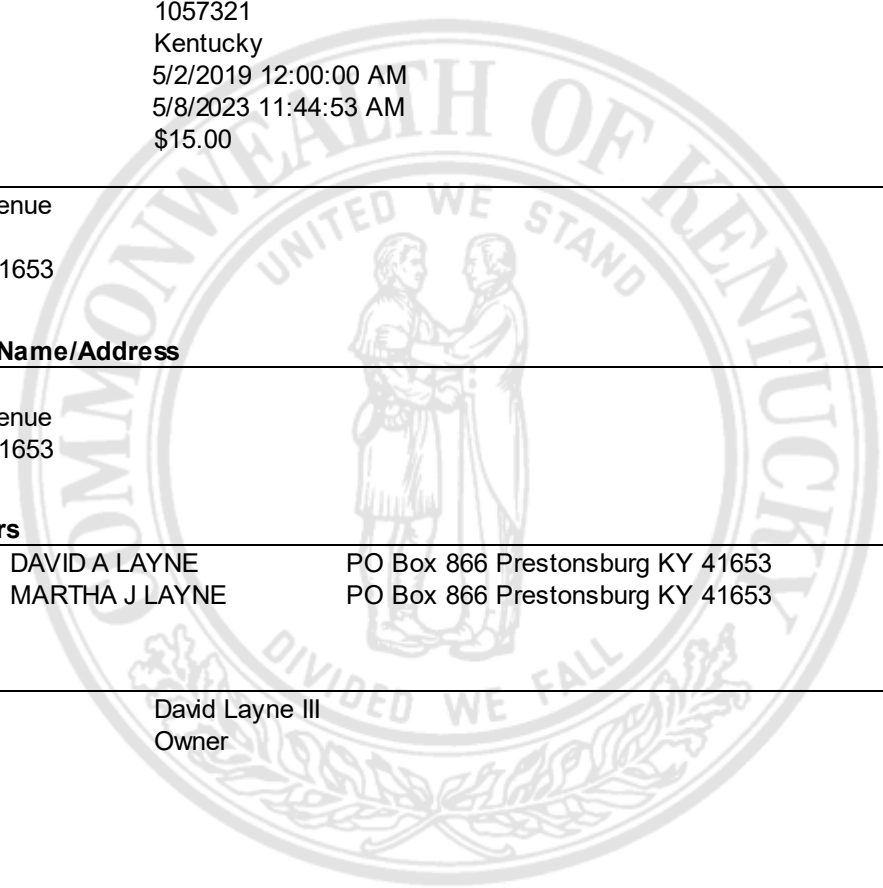 1057321
Kentucky
5/2/2019 12:00:00 AM
5/8/2023 11:44:53 AM
$15.00
COMMONWEALTH OF KENTUCKY
UNITED WE STAND
enue
1653
Name/Address
enue
1653
rs
DAVID A LAYNE PO Box 866 Prestonsburg KY 41653
MARTHA J LAYNE PO Box 866 Prestonsburg KY 41653
DIVIDED WE FALL
David Layne III
Owner